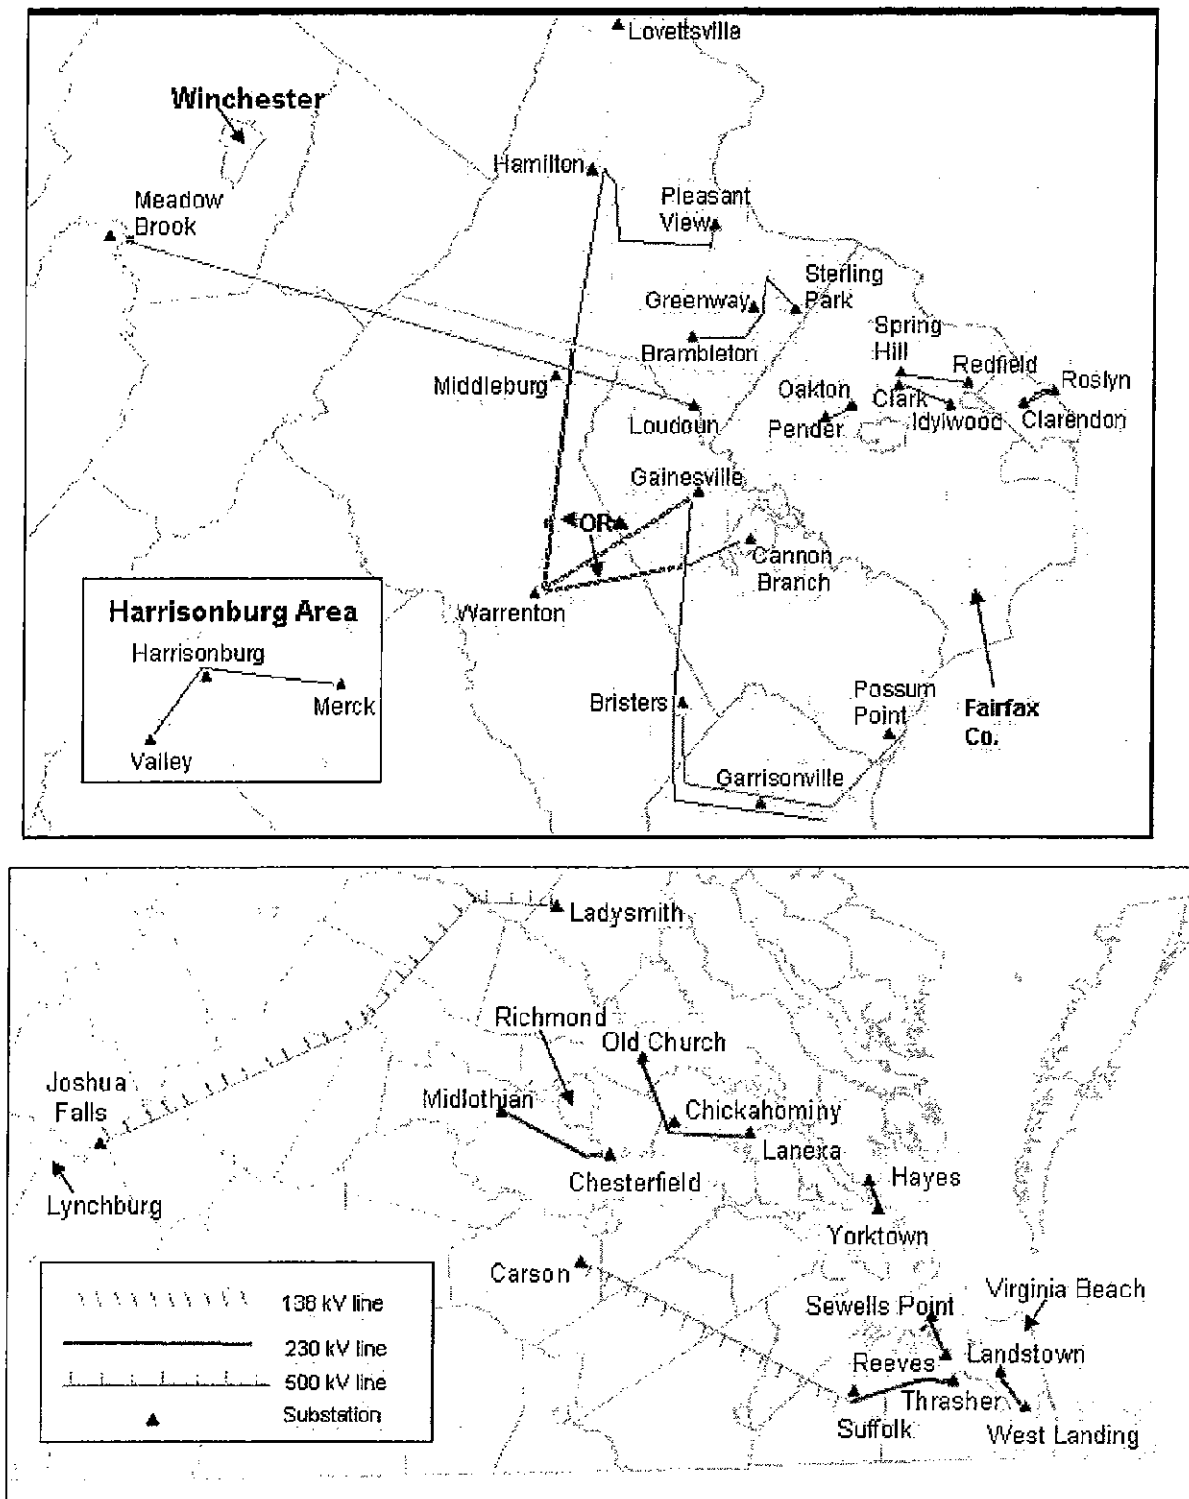 Lovettsville
Winchester
Hamilton
Meadow
Brook
Pleasant
View
Sterling
Park
Greenway
Spring
Hill
Brambleton
Redfield
Middleburg
Oakton
Clark
Roslyn
Loudoun
Pender
Idylwood
Clarendon
Gainesville
OR
Cannon
Branch
Warrenton
Harrisonburg Area
Harrisonburg
Merck
Valley
Bristers
Possum
Point
Fairfax
Co.
Garrisonville
Ladysmith
Richmond
Old Church
Joshua
Falls
Midlothian
Chickahominy
Lanexa
Chesterfield
Hayes
Lynchburg
Yorktown
Carson
Virginia Beach
Sewells Point
138 kV line
230 kV line
500 kV line
Substation
Reeves
Landstown
Thrasher
Suffolk
West Landing